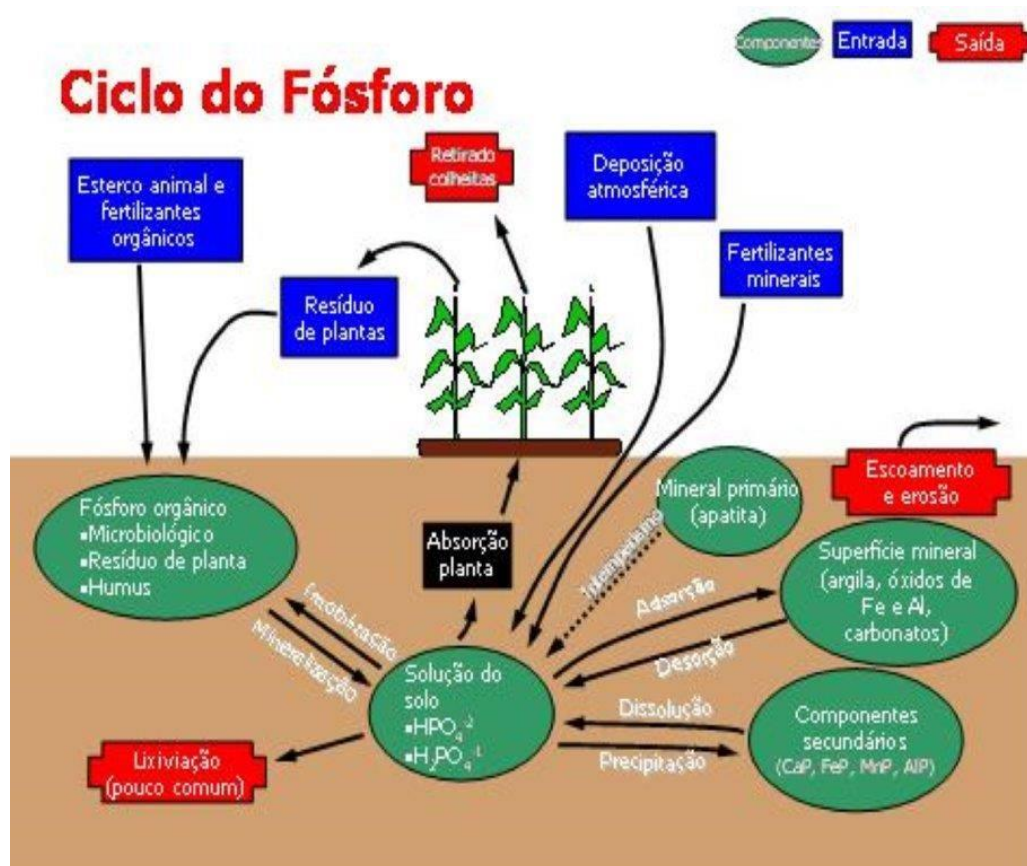 Componentes
Entrada
Saída
Ciclo do Fósforo
Esterco animal e
fertilizantes
orgânicos
Retirado
colheitas
Deposição
atmosférica
Fertilizantes
minerais
Resíduo
de plantas
Fósforo orgânico
▪Microbiológico
▪Resíduo de planta
▪Humus
Absorção
planta
Mineral primário
(apatita)
Escoamento
e erosão
Intemperismo
Superfície mineral
(argila, óxidos de
Fe e Al,
carbonatos)
Adsorção
Desorção
Imobilização
Mineralização
Solução do
solo
▪HPO₄⁻²
▪H₂PO₄⁻¹
Dissolução
Precipitação
Componentes
secundários
(CaP, FeP, MnP, AlP)
Lixiviação
(pouco comum)